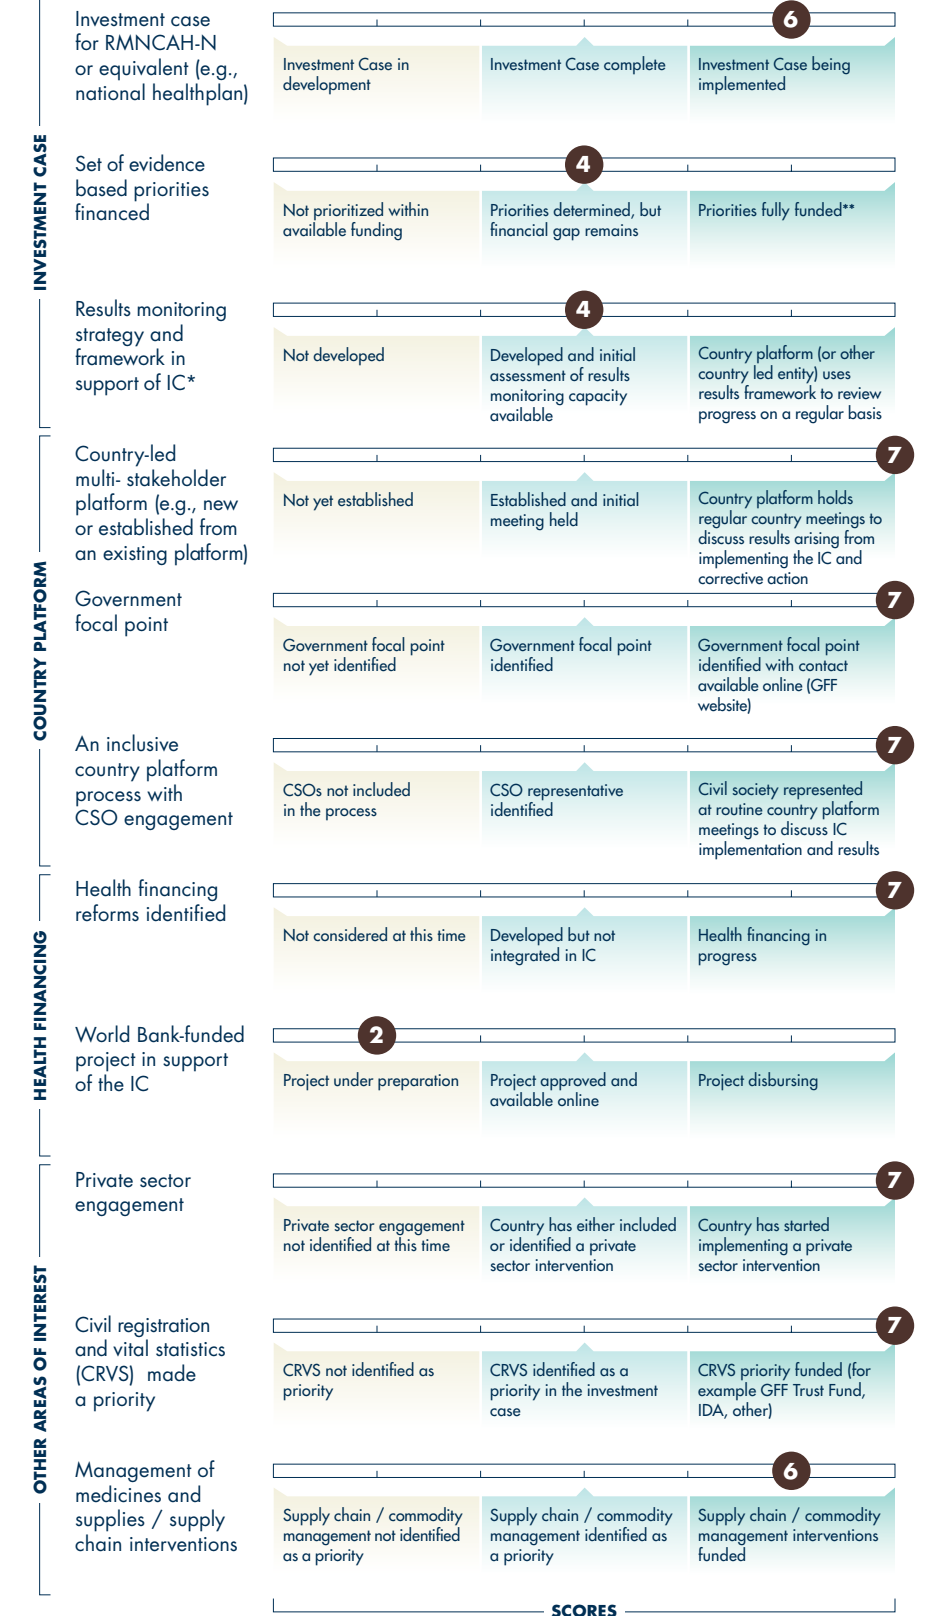 INVESTMENT CASE
Investment case
for RMNCAH-N
or equivalent (e.g.,
national healthplan)
6
Investment Case in
development
Investment Case complete
Investment Case being
implemented
Set of evidence
based priorities
financed
4
Not prioritized within
available funding
Priorities determined, but
financial gap remains
Priorities fully funded**
Results monitoring
strategy and
framework in
support of IC*
4
Not developed
Developed and initial
assessment of results
monitoring capacity
available
Country platform (or other
country led entity) uses
results framework to review
progress on a regular basis
COUNTRY PLATFORM
Country-led
multi- stakeholder
platform (e.g., new
or established from
an existing platform)
7
Not yet established
Established and initial
meeting held
Country platform holds
regular country meetings to
discuss results arising from
implementing the IC and
corrective action
Government
focal point
7
Government focal point
not yet identified
Government focal point
identified
Government focal point
identified with contact
available online (GFF
website)
An inclusive
country platform
process with
CSO engagement
7
CSOs not included
in the process
CSO representative
identified
Civil society represented
at routine country platform
meetings to discuss IC
implementation and results
HEALTH FINANCING
Health financing
reforms identified
7
Not considered at this time
Developed but not
integrated in IC
Health financing in
progress
World Bank-funded
project in support
of the IC
2
Project under preparation
Project approved and
available online
Project disbursing
OTHER AREAS OF INTEREST
Private sector
engagement
7
Private sector engagement
not identified at this time
Country has either included
or identified a private
sector intervention
Country has started
implementing a private
sector intervention
Civil registration
and vital statistics
(CRVS) made
a priority
7
CRVS not identified as
priority
CRVS identified as a
priority in the investment
case
CRVS priority funded (for
example GFF Trust Fund,
IDA, other)
Management of
medicines and
supplies / supply
chain interventions
6
Supply chain / commodity
management not identified
as a priority
Supply chain / commodity
management identified as
a priority
Supply chain / commodity
management interventions
funded
SCORES